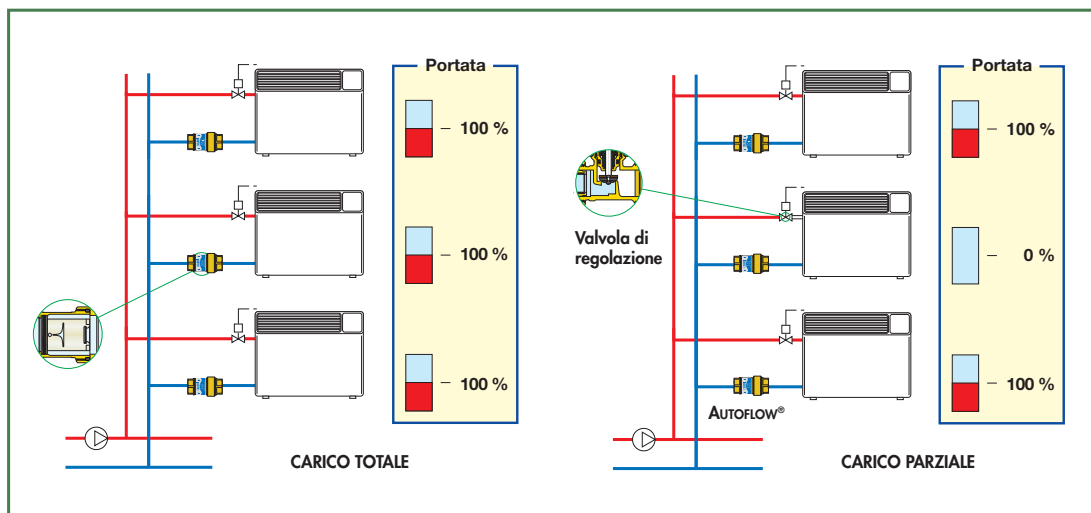 Portata
100 %
100 %
100 %
CARICO TOTALE
Portata
100 %
Valvola di
regolazione
0 %
100 %
AUTOFLOW®
CARICO PARZIALE